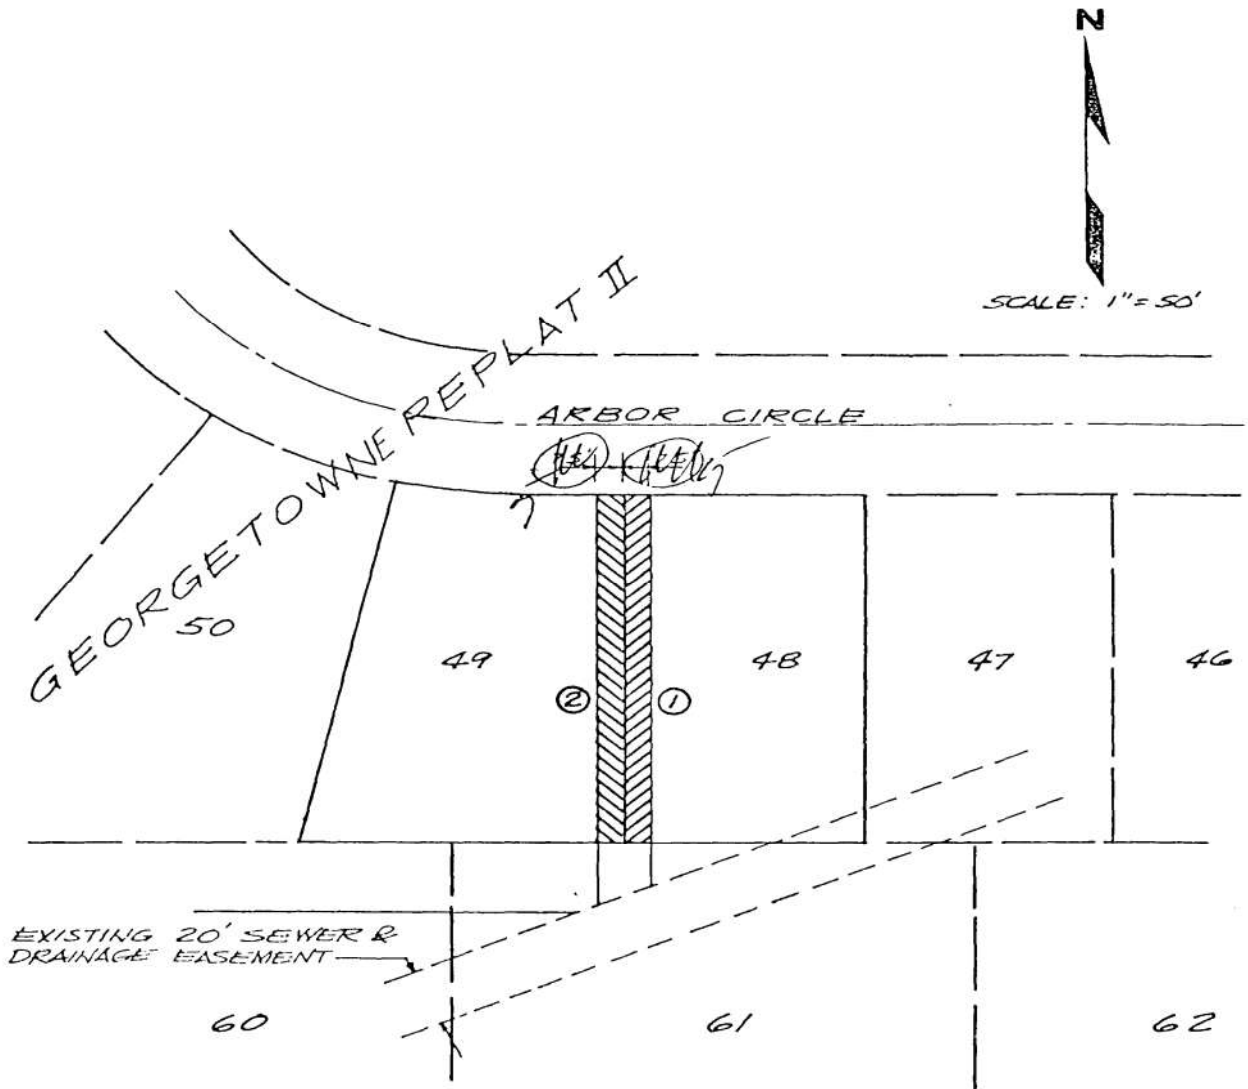 N
SCALE: 1" = 50'
GEORGETOWNE REPLAT II
ARBOR CIRCLE
50
49
48
47
46
②
①
EXISTING 20' SEWER &
DRAINAGE EASEMENT
60
61
62